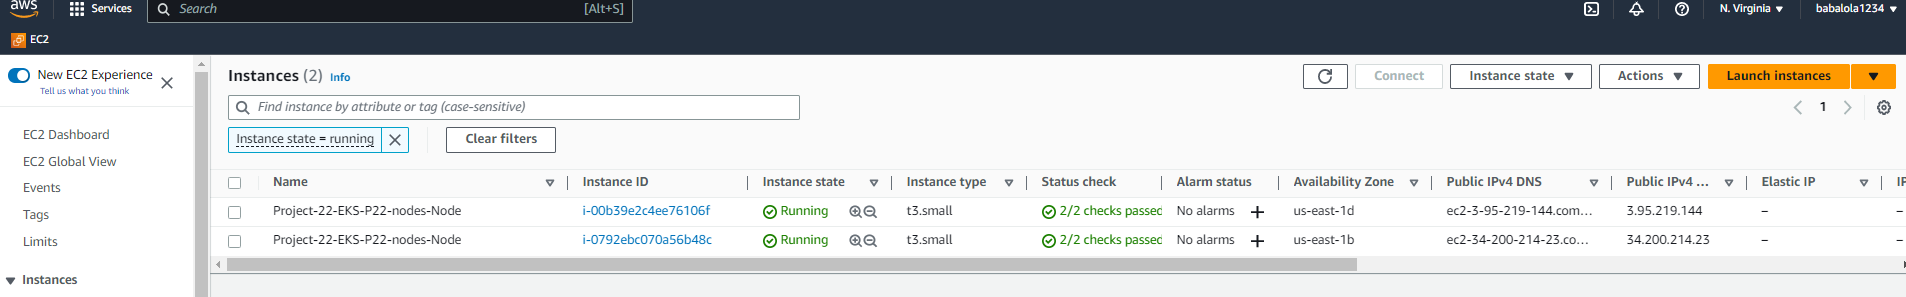 aws
Services
Search
[Alt+S]
N. Virginia
babalola1234
EC2
New EC2 Experience
Tell us what you think
EC2 Dashboard
EC2 Global View
Events
Tags
Limits
Instances
Instances (2) Info
Connect
Instance state
Actions
Launch instances
Find instance by attribute or tag (case-sensitive)
1
Instance state = running
Clear filters
Name Instance ID Instance state Instance type Status check Alarm status Availability Zone Public IPv4 DNS Public IPv4 ... Elastic IP IP
Project-22-EKS-P22-nodes-Node i-00b39e2c4ee76106f Running t3.small 2/2 checks passed No alarms + us-east-1d ec2-3-95-219-144.com... 3.95.219.144 – –
Project-22-EKS-P22-nodes-Node i-0792ebc070a56b48c Running t3.small 2/2 checks passed No alarms + us-east-1b ec2-34-200-214-23.co... 34.200.214.23 – –